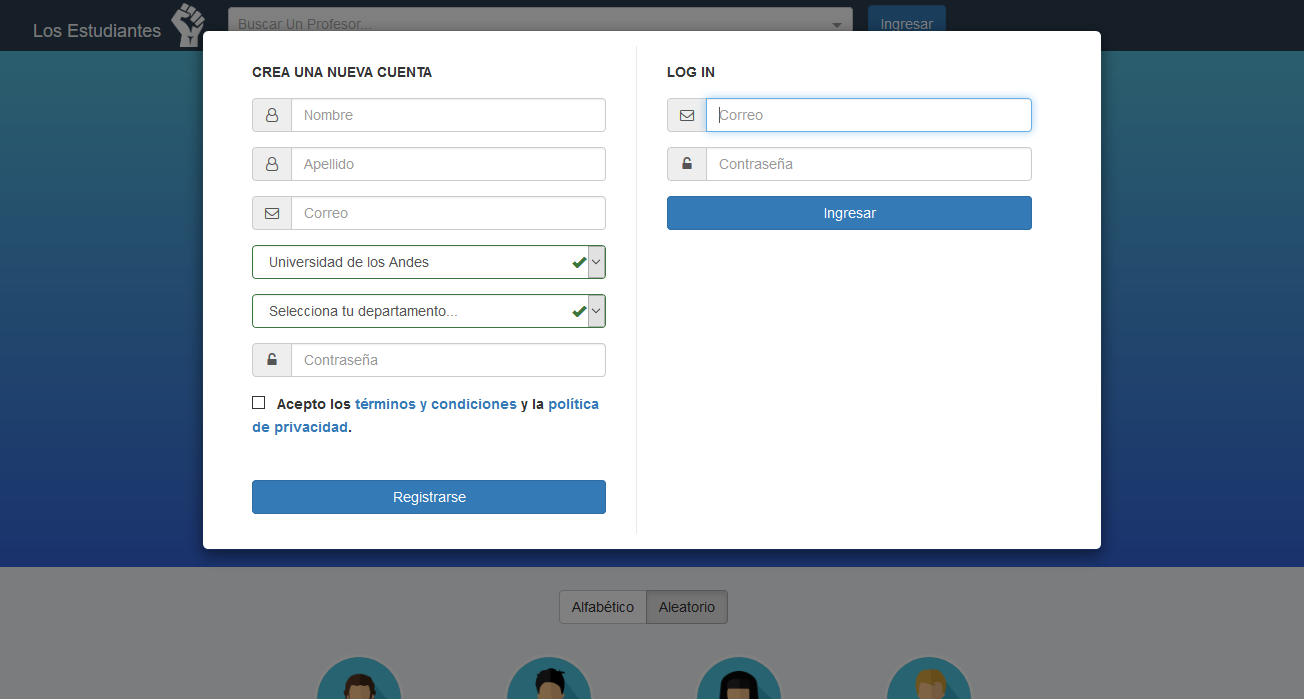 Los Estudiantes
Buscar Un Profesor...
Ingresar
CREA UNA NUEVA CUENTA
Nombre
Apellido
Correo
Universidad de los Andes
Selecciona tu departamento...
Contraseña
Acepto los términos y condiciones y la política
de privacidad.
Registrarse
LOG IN
Correo
Contraseña
Ingresar
Alfabético
Aleatorio